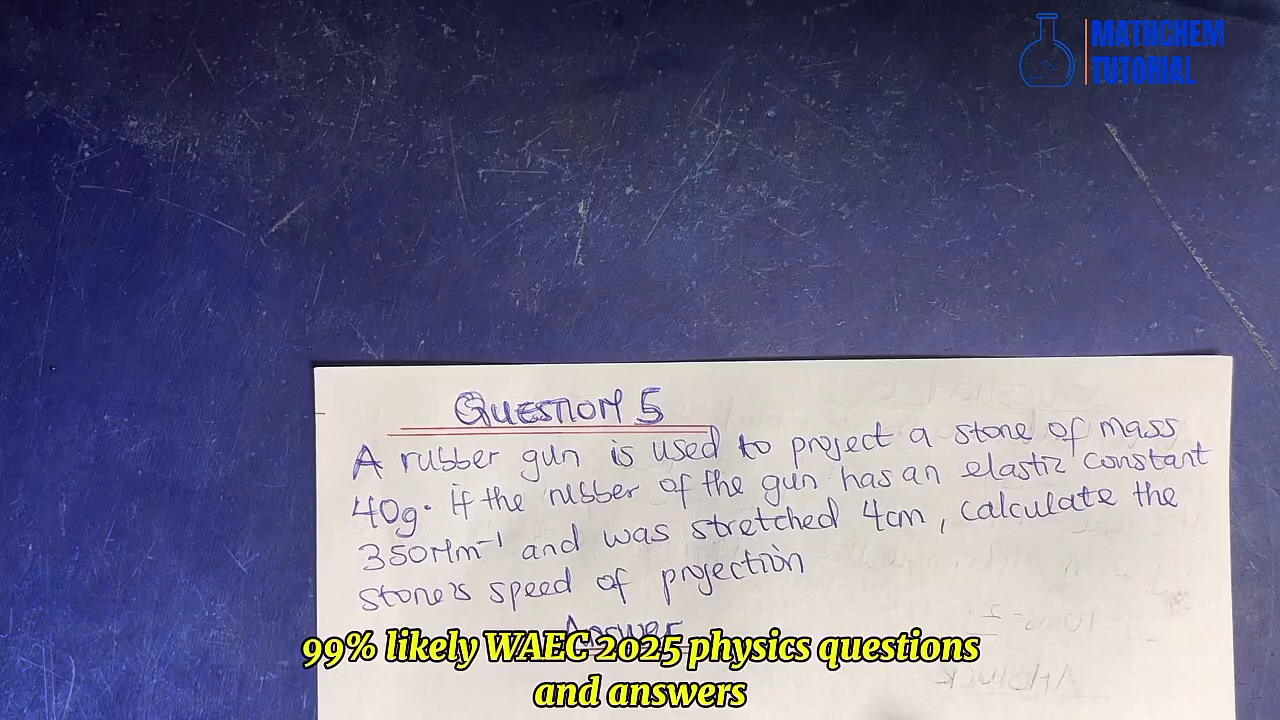 MATHCHEM
TUTORIAL
QUESTION 5
A rubber gun is used to project a stone of mass
40g. If the rubber of the gun has an elastic constant
350Nm⁻¹ and was stretched 4cm, calculate the
stone's speed of projection
Answer
99% likely WAEC 2025 physics questions
and answers